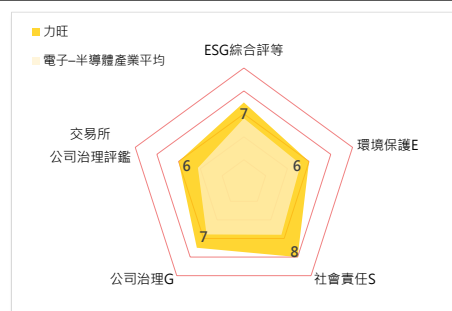 力旺
電子–半導體產業平均
ESG綜合評等
7
交易所
公司治理評鑑
6
6
環境保護E
7
8
公司治理G
社會責任S